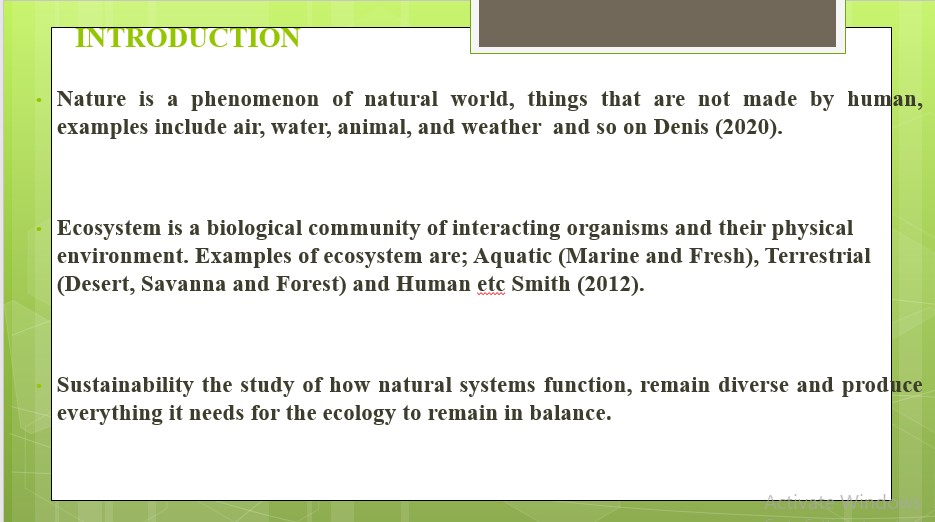 INTRODUCTION
Nature is a phenomenon of natural world, things that are not made by human,
examples include air, water, animal, and weather and so on Denis (2020).
Ecosystem is a biological community of interacting organisms and their physical
environment. Examples of ecosystem are; Aquatic (Marine and Fresh), Terrestrial
(Desert, Savanna and Forest) and Human etc Smith (2012).
Sustainability the study of how natural systems function, remain diverse and produce
everything it needs for the ecology to remain in balance.
Activate Windows